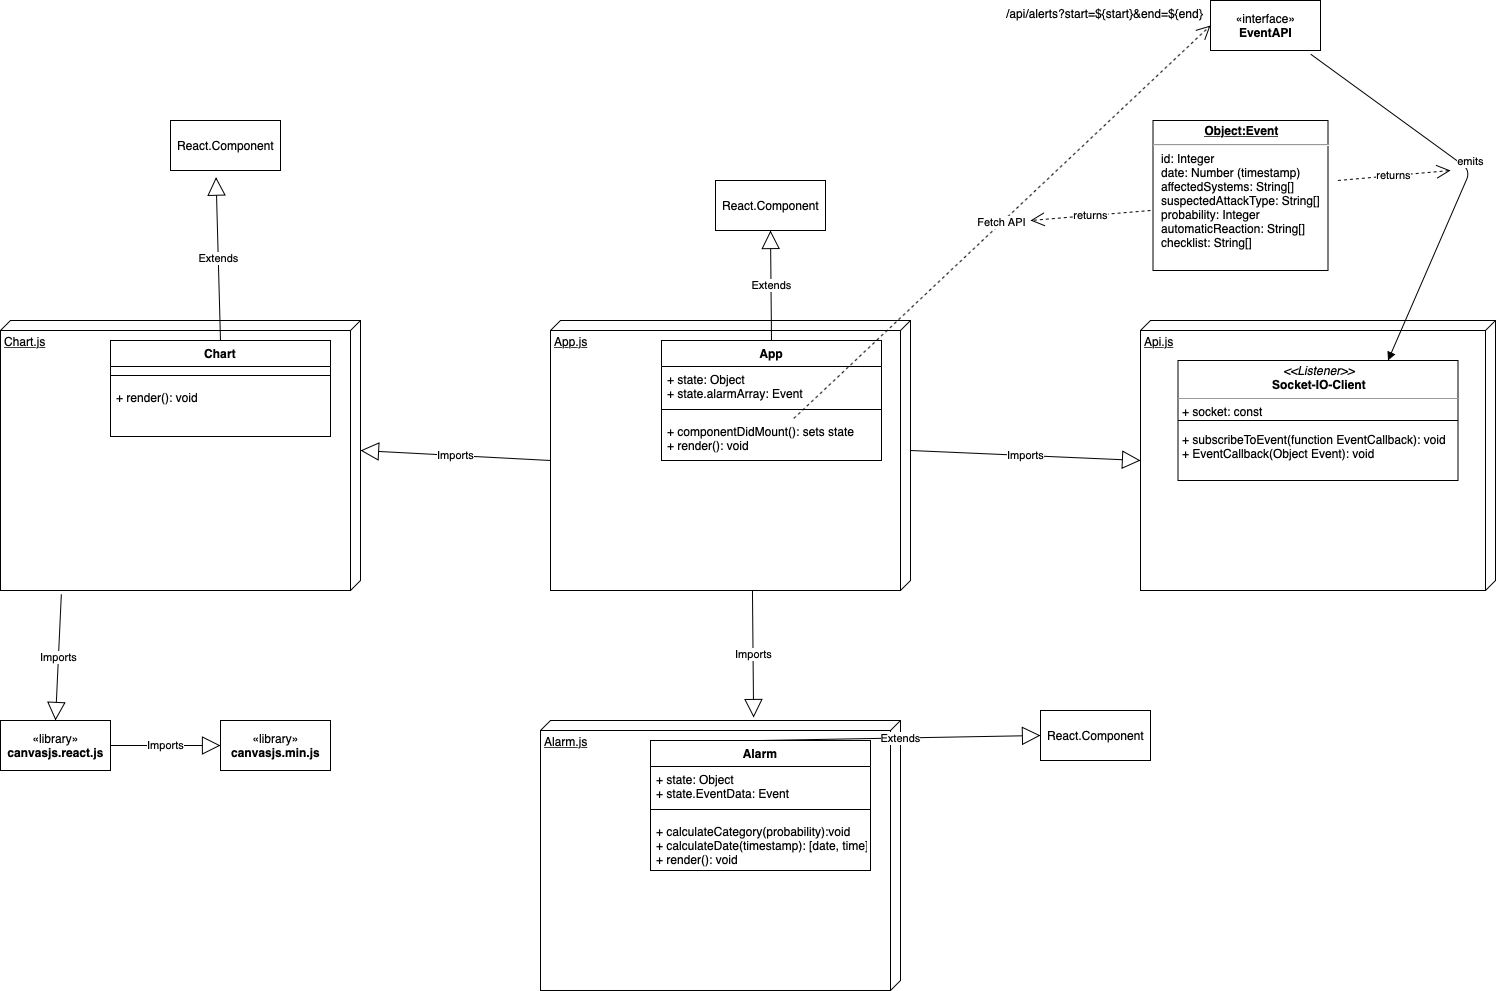 /api/alerts?start=${start}&end=${end}
«interface»
EventAPI
React.Component
Extends
React.Component
Extends
Object:Event
id: Integer
date: Number (timestamp)
affectedSystems: String[]
suspectedAttackType: String[]
probability: Integer
automaticReaction: String[]
checklist: String[]
emits
returns
returns
Fetch API
Chart.js
Chart
+ render(): void
Imports
App.js
App
+ state: Object
+ state.alarmArray: Event
+ componentDidMount(): sets state
+ render(): void
Imports
Api.js
<<Listener>>
Socket-IO-Client
+ socket: const
+ subscribeToEvent(function EventCallback): void
+ EventCallback(Object Event): void
Imports
Imports
«library»
canvasjs.react.js
Imports
«library»
canvasjs.min.js
Alarm.js
Alarm
+ state: Object
+ state.EventData: Event
+ calculateCategory(probability):void
+ calculateDate(timestamp): [date, time]
+ render(): void
Extends
React.Component